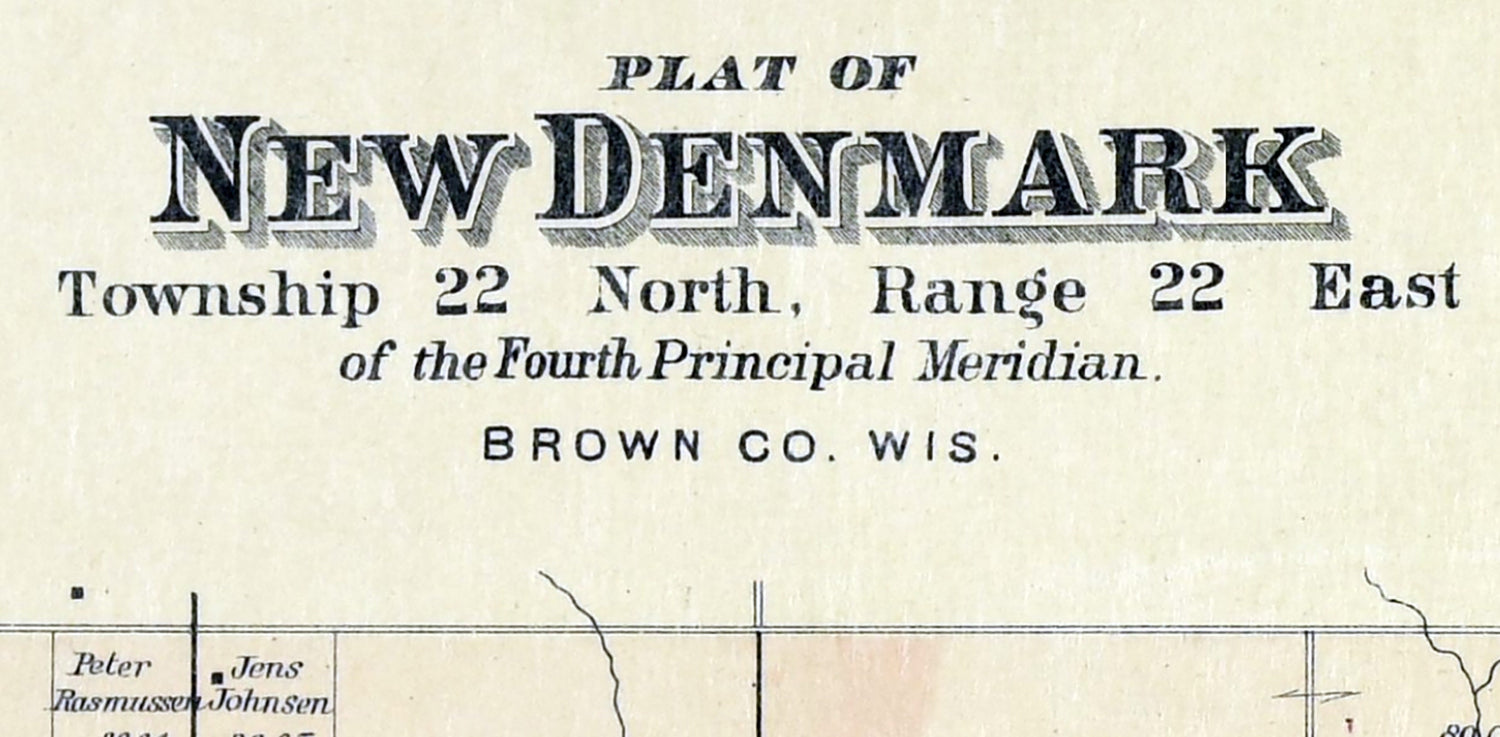 PLAT OF
NEW DENMARK
Township 22 North, Range 22 East
of the Fourth Principal Meridian.
BROWN CO. WIS.
Peter
Rasmussen
Jens
Johnsen